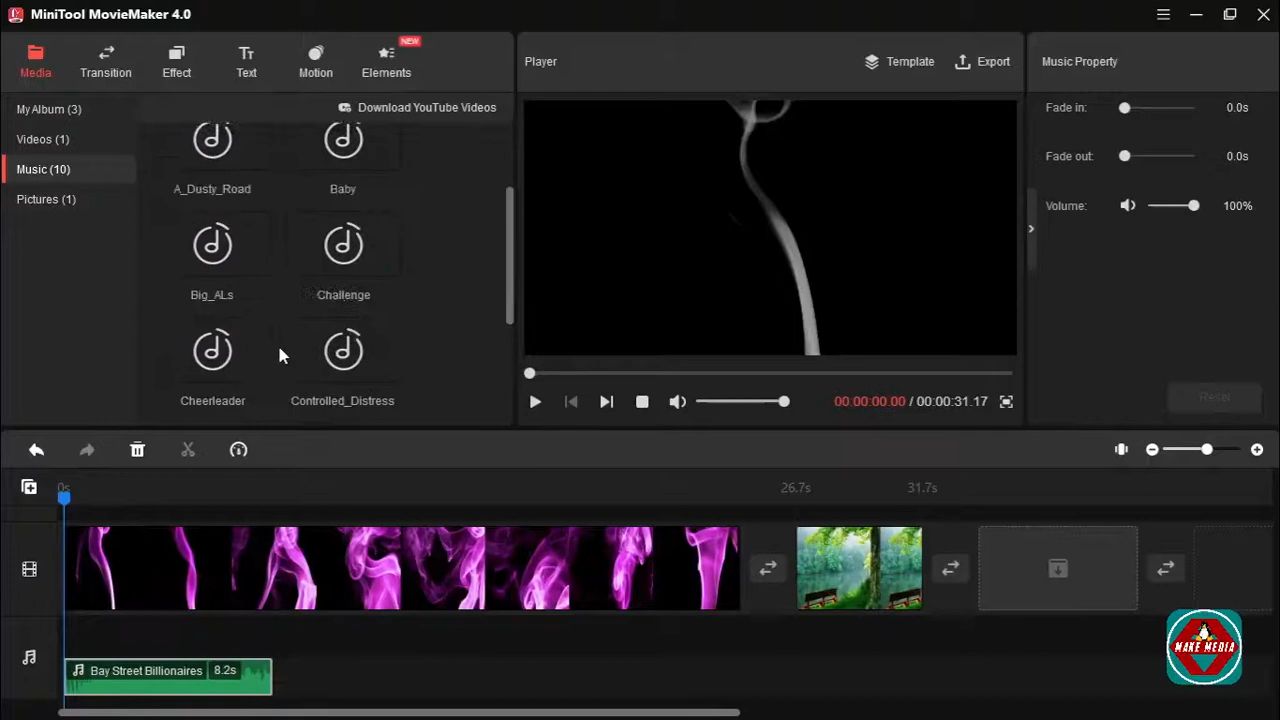 MiniTool MovieMaker 4.0
Media
Transition
Effect
Text
Motion
NEW
Elements
Player
Template
Export
Music Property
My Album (3)
Videos (1)
Music (10)
Pictures (1)
Download YouTube Videos
A_Dusty_Road
Baby
Big_ALs
Challenge
Cheerleader
Controlled_Distress
Fade in:
0.0s
Fade out:
0.0s
Volume:
100%
Reset
00:00:00.00 / 00:00:31.17
0s
26.7s
31.7s
Bay Street Billionaires
8.2s
MAKE MEDIA